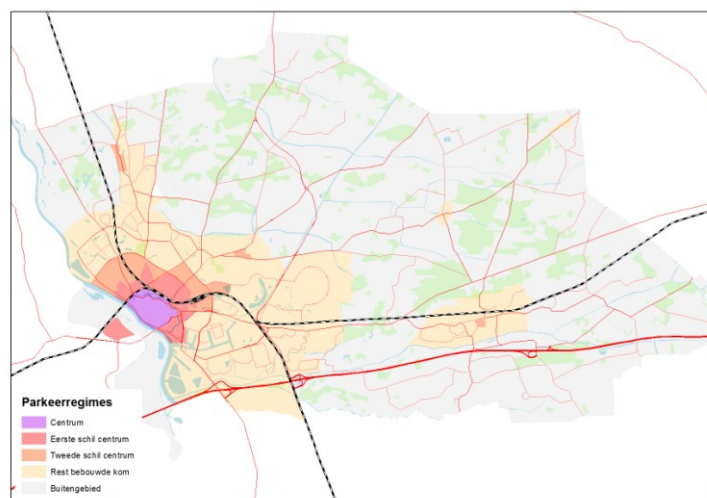 Parkeerregimes
Centrum
Eerste schil centrum
Tweede schil centrum
Rest bebouwde kom
Buitengebied